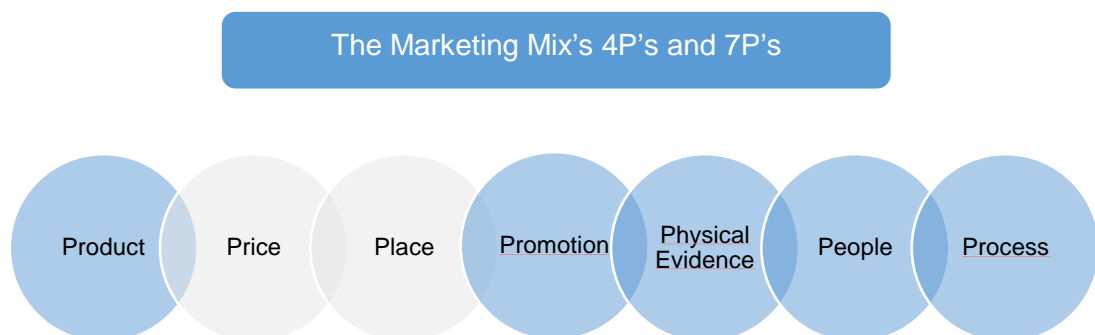 The Marketing Mix’s 4P’s and 7P’s
Product
Price
Place
Promotion
Physical
Evidence
People
Process